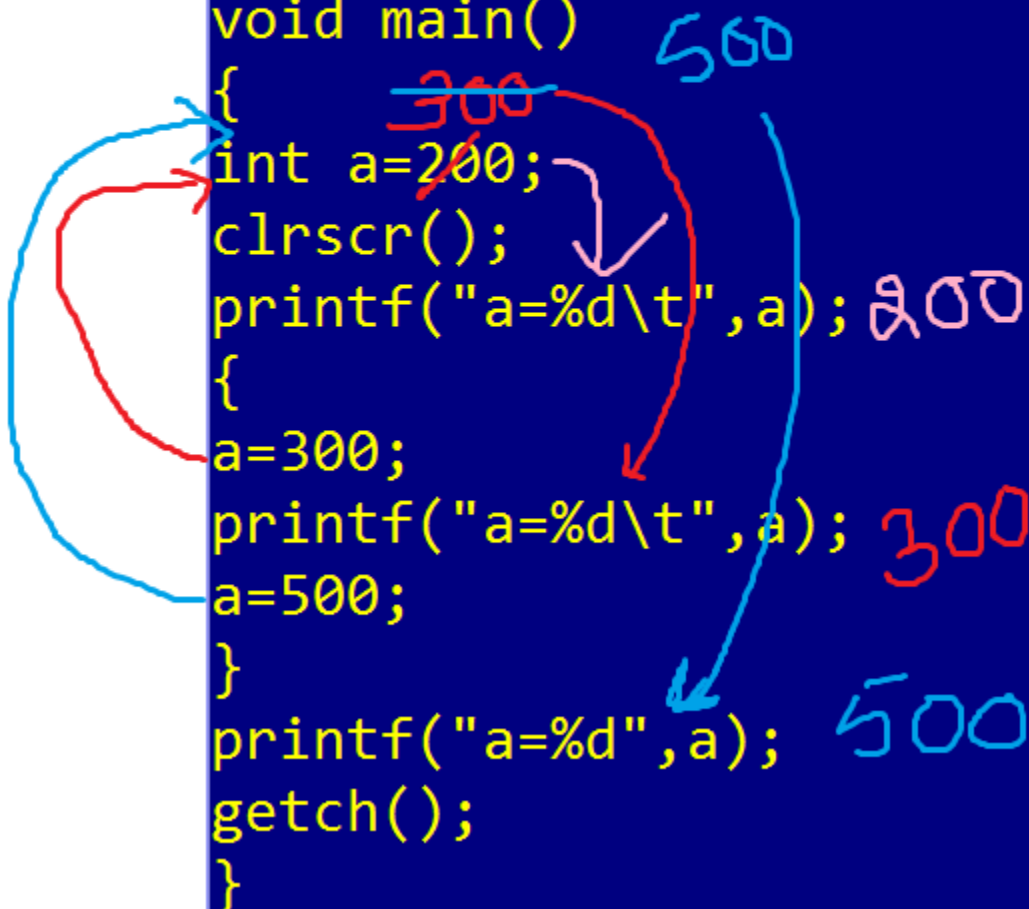 void main() 500
{ 300
int a=200;
clrscr();
printf("a=%d\t",a); 200
{
a=300;
printf("a=%d\t",a); 300
a=500;
}
printf("a=%d",a); 500
getch();
}